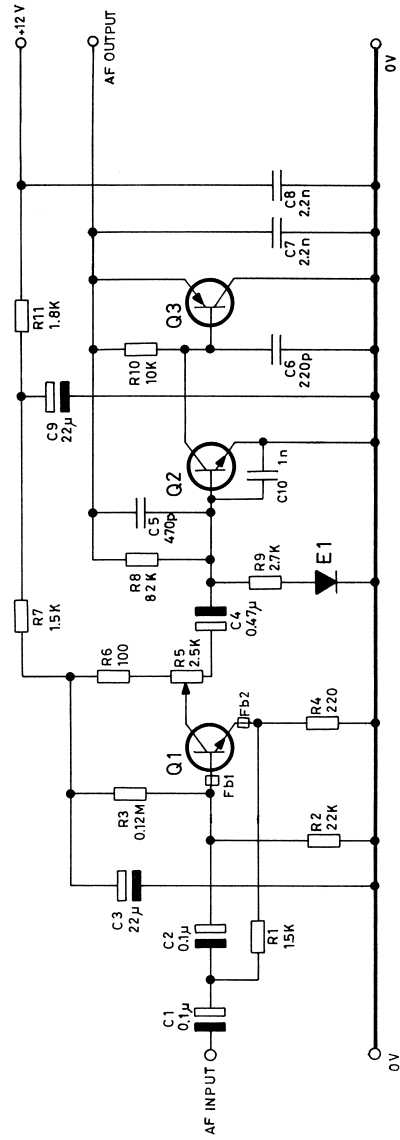 +12 V
R11
1.8K
R7
1.5K
C9
22µ
AF OUTPUT
R6
100
R5
2.5K
R8
82K
C5
470p
R10
10K
R3
0.12M
C3
22µ
Q1
Q2
Q3
AF INPUT
C1
0.1µ
C2
0.1µ
Fb1
Fb2
C4
0.47µ
C10
1n
C6
220p
C7
2.2n
C8
2.2n
R9
2.7K
E1
R1
15K
R2
22K
R4
220
0V
0V